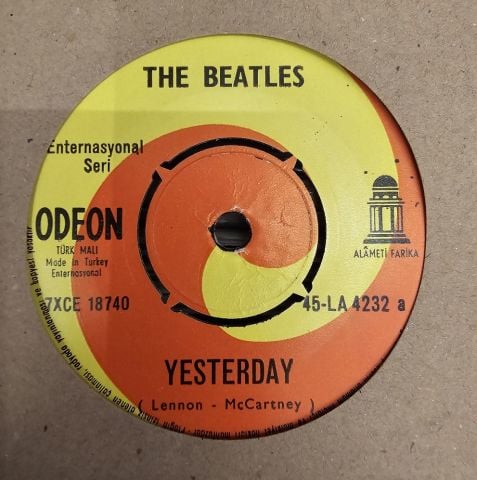 THE BEATLES
Enternasyonal
Seri
ODEON
TÜRK MALI
Made in Turkey
Enternasyonal
ALÂMETİ FARİKA
7XCE 18740
45-LA 4232 a
YESTERDAY
( Lennon - McCartney )